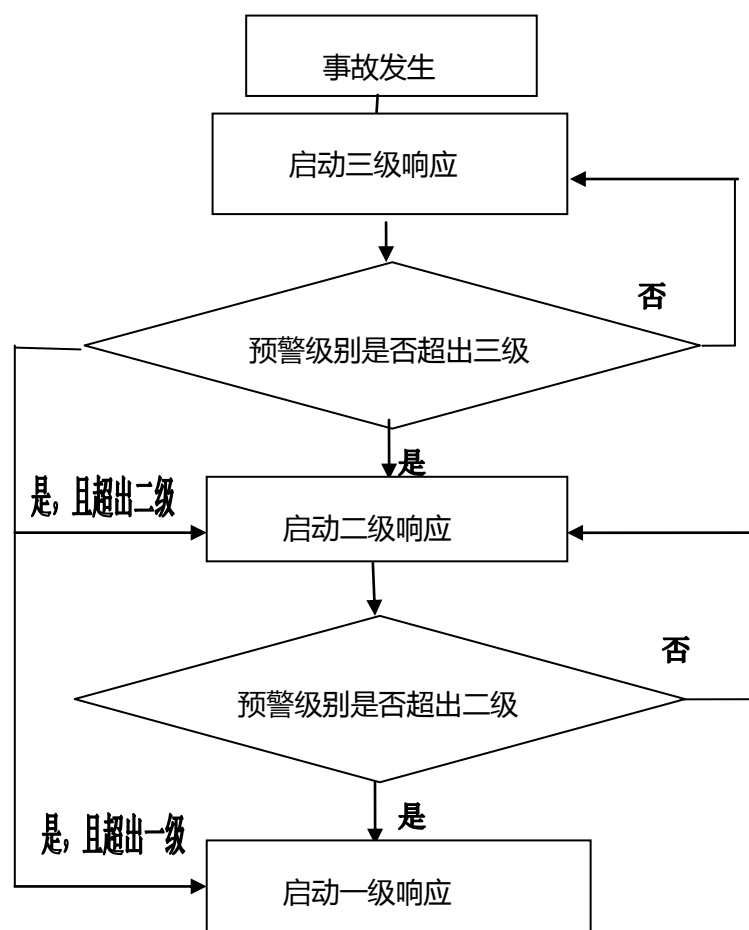 事故发生
启动三级响应
否
预警级别是否超出三级
是
是，且超出二级
启动二级响应
否
预警级别是否超出二级
是
是，且超出一级
启动一级响应